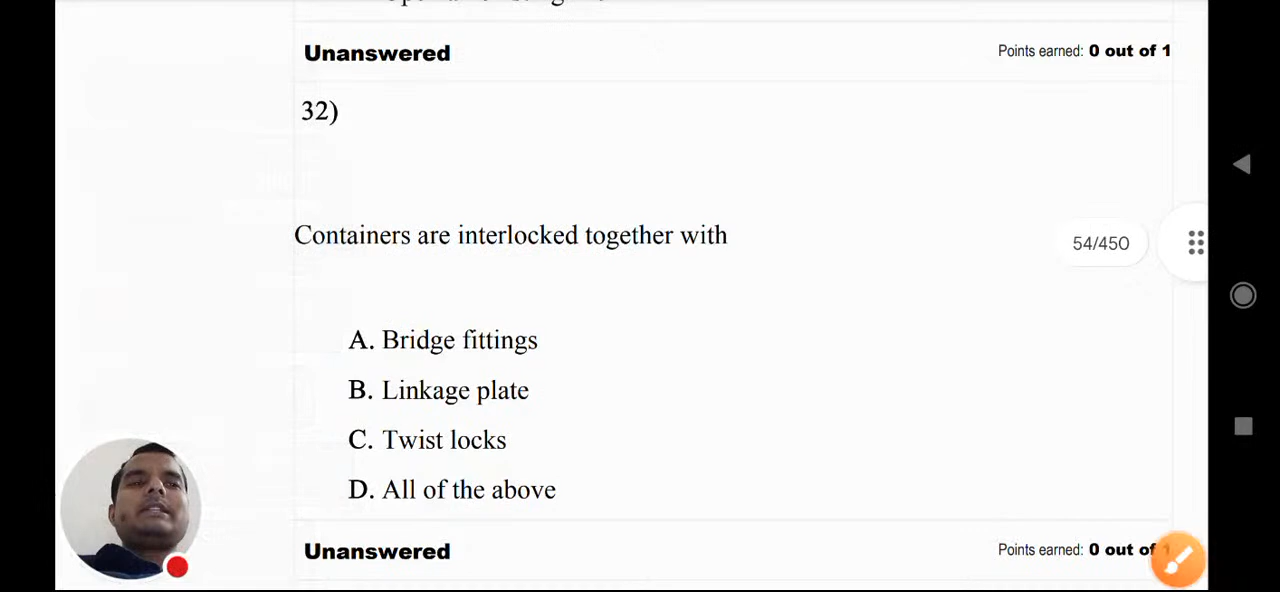 Unanswered
Points earned: 0 out of 1
32)
Containers are interlocked together with
54/450
A. Bridge fittings
B. Linkage plate
C. Twist locks
D. All of the above
Unanswered
Points earned: 0 out of 1